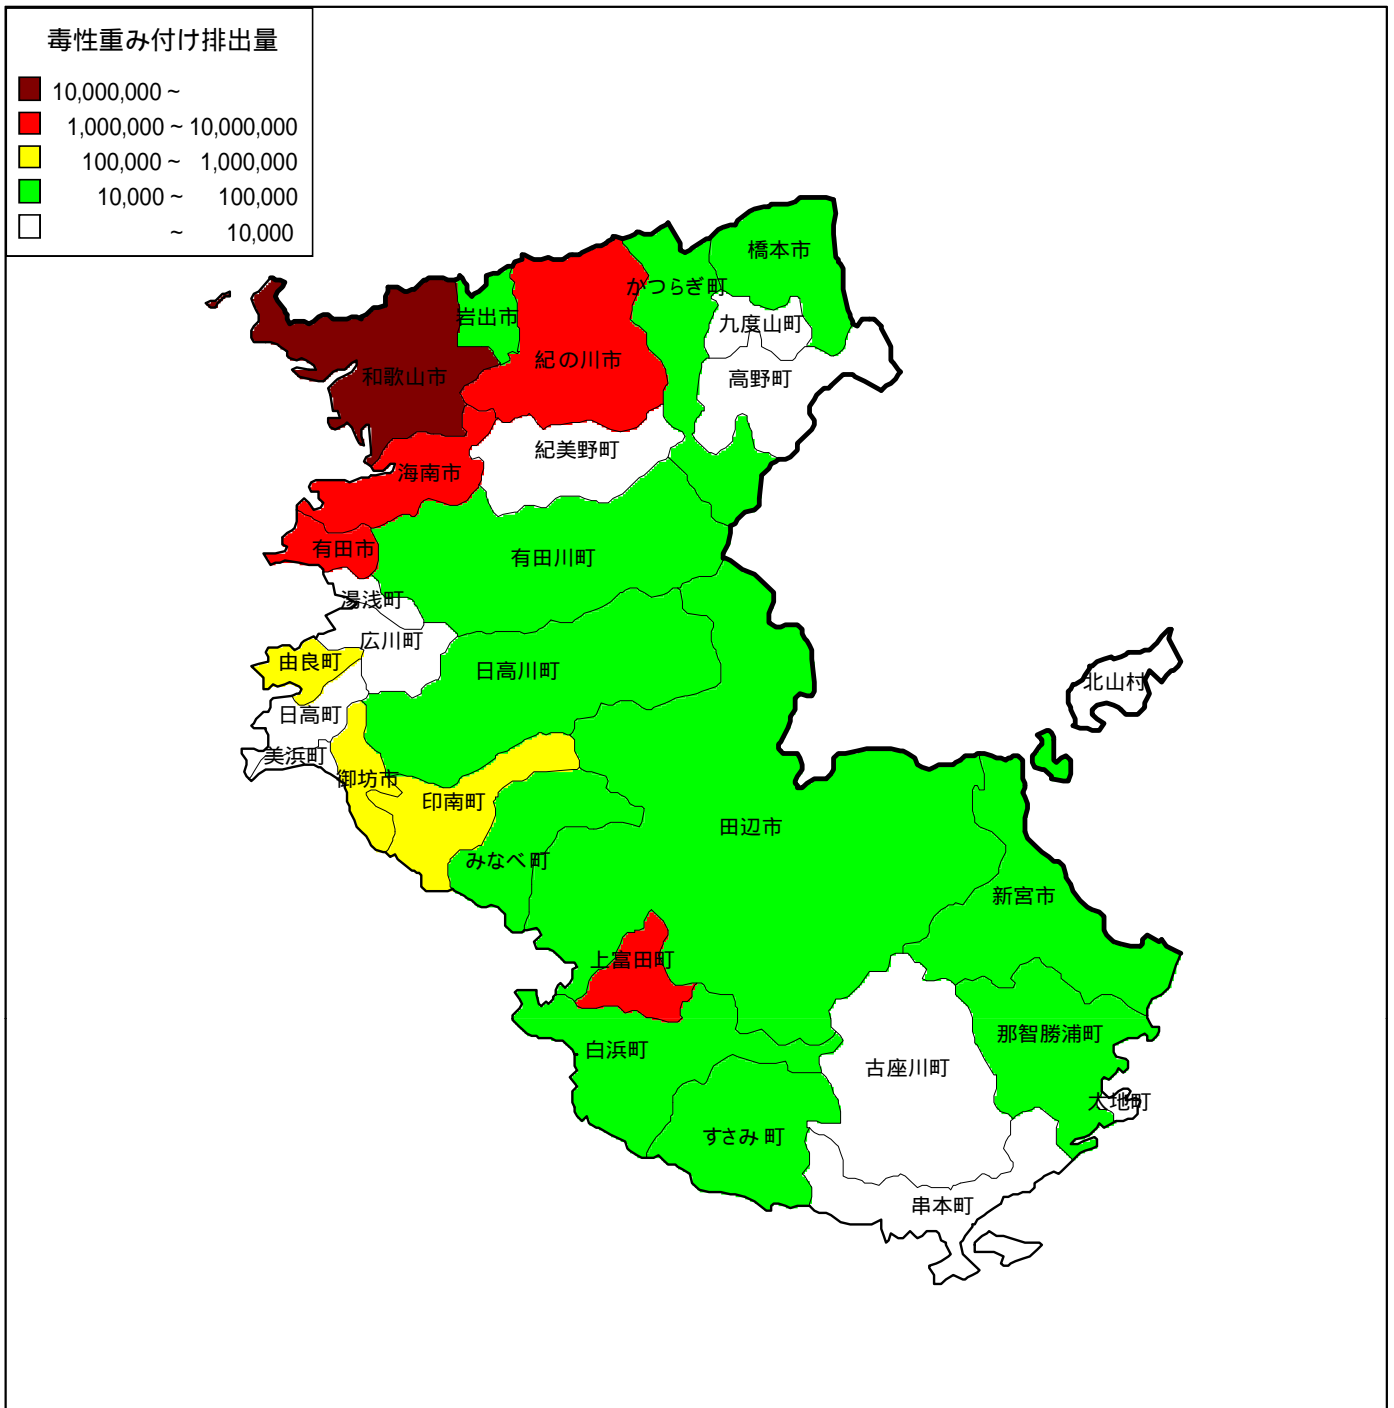 毒性重み付け排出量
10,000,000 ~
1,000,000 ~ 10,000,000
100,000 ~ 1,000,000
10,000 ~ 100,000
~ 10,000
橋本市
かつらぎ町
岩出市
九度山町
紀の川市
和歌山市
高野町
紀美野町
海南市
有田市
有田川町
湯浅町
広川町
由良町
日高川町
北山村
日高町
美浜町
御坊市
印南町
田辺市
みなべ町
新宮市
上富田町
那智勝浦町
白浜町
古座川町
太地町
すさみ町
串本町